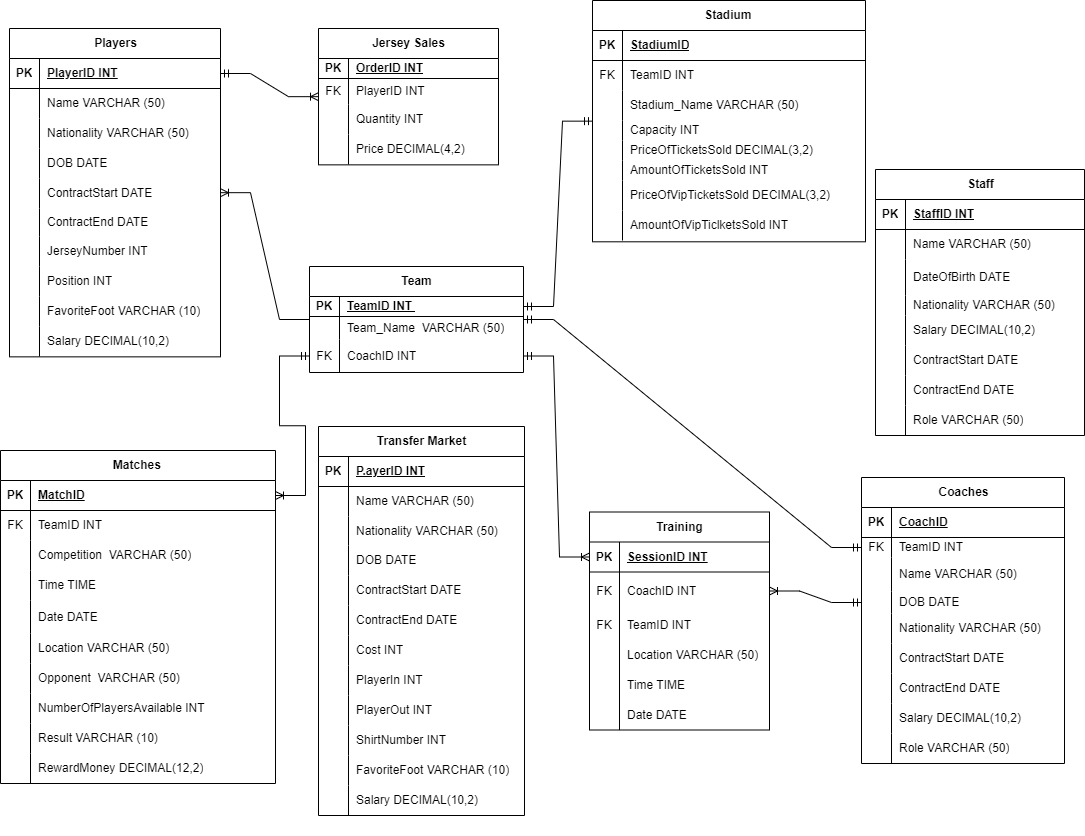 Players
PK PlayerID INT
Name VARCHAR (50)
Nationality VARCHAR (50)
DOB DATE
ContractStart DATE
ContractEnd DATE
JerseyNumber INT
Position INT
FavoriteFoot VARCHAR (10)
Salary DECIMAL(10,2)
Jersey Sales
PK OrderID INT
FK PlayerID INT
Quantity INT
Price DECIMAL(4,2)
Stadium
PK StadiumID
FK TeamID INT
Stadium_Name VARCHAR (50)
Capacity INT
PriceOfTicketsSold DECIMAL(3,2)
AmountOfTicketsSold INT
PriceOfVipTicketsSold DECIMAL(3,2)
AmountOfVipTiclketsSold INT
Staff
PK StaffID INT
Name VARCHAR (50)
DateOfBirth DATE
Nationality VARCHAR (50)
Salary DECIMAL(10,2)
ContractStart DATE
ContractEnd DATE
Role VARCHAR (50)
Team
PK TeamID INT
Team_Name VARCHAR (50)
FK CoachID INT
Matches
PK MatchID
FK TeamID INT
Competition VARCHAR (50)
Time TIME
Date DATE
Location VARCHAR (50)
Opponent VARCHAR (50)
NumberOfPlayersAvailable INT
Result VARCHAR (10)
RewardMoney DECIMAL(12,2)
Transfer Market
PK P.ayerID INT
Name VARCHAR (50)
Nationality VARCHAR (50)
DOB DATE
ContractStart DATE
ContractEnd DATE
Cost INT
PlayerIn INT
PlayerOut INT
ShirtNumber INT
FavoriteFoot VARCHAR (10)
Salary DECIMAL(10,2)
Training
PK SessionID INT
FK CoachID INT
FK TeamID INT
Location VARCHAR (50)
Time TIME
Date DATE
Coaches
PK CoachID
FK TeamID INT
Name VARCHAR (50)
DOB DATE
Nationality VARCHAR (50)
ContractStart DATE
ContractEnd DATE
Salary DECIMAL(10,2)
Role VARCHAR (50)